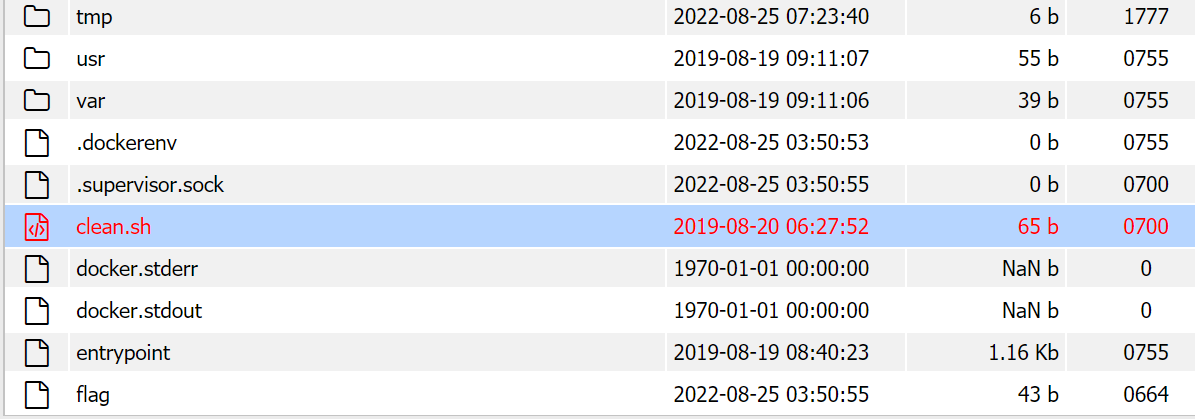 tmp 2022-08-25 07:23:40 6 b 1777
usr 2019-08-19 09:11:07 55 b 0755
var 2019-08-19 09:11:06 39 b 0755
.dockerenv 2022-08-25 03:50:53 0 b 0755
.supervisor.sock 2022-08-25 03:50:55 0 b 0700
clean.sh 2019-08-20 06:27:52 65 b 0700
docker.stderr 1970-01-01 00:00:00 NaN b 0
docker.stdout 1970-01-01 00:00:00 NaN b 0
entrypoint 2019-08-19 08:40:23 1.16 Kb 0755
flag 2022-08-25 03:50:55 43 b 0664